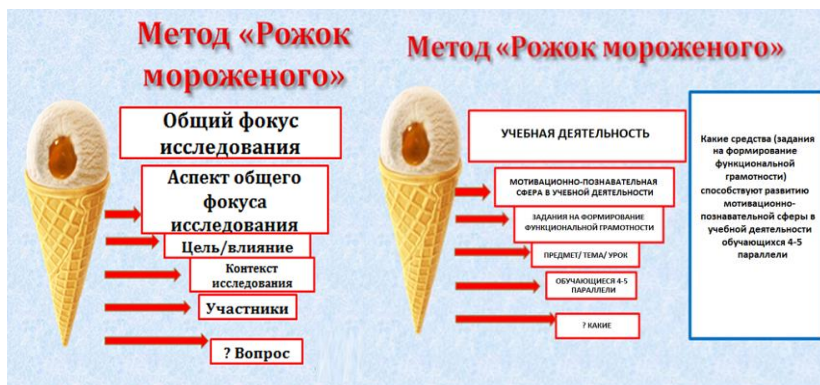 Метод «Рожок
мороженого»
Общий фокус
исследования
Аспект общего
фокуса
исследования
Цель/влияние
Контекст
исследования
Участники
? Вопрос
Метод «Рожок мороженого»
УЧЕБНАЯ ДЕЯТЕЛЬНОСТЬ
МОТИВАЦИОННО-ПОЗНАВАТЕЛЬНАЯ
СФЕРА В УЧЕБНОЙ ДЕЯТЕЛЬНОСТИ
ЗАДАНИЯ НА ФОРМИРОВАНИЕ
ФУНКЦИОНАЛЬНОЙ ГРАМОТНОСТИ
ПРЕДМЕТ/ ТЕМА/ УРОК
ОБУЧАЮЩИЕСЯ 4-5
ПАРАЛЛЕЛИ
? КАКИЕ
Какие средства (задания
на формирование
функциональной
грамотности)
способствуют развитию
мотивационно-
познавательной сферы в
учебной деятельности
обучающихся 4-5
параллели